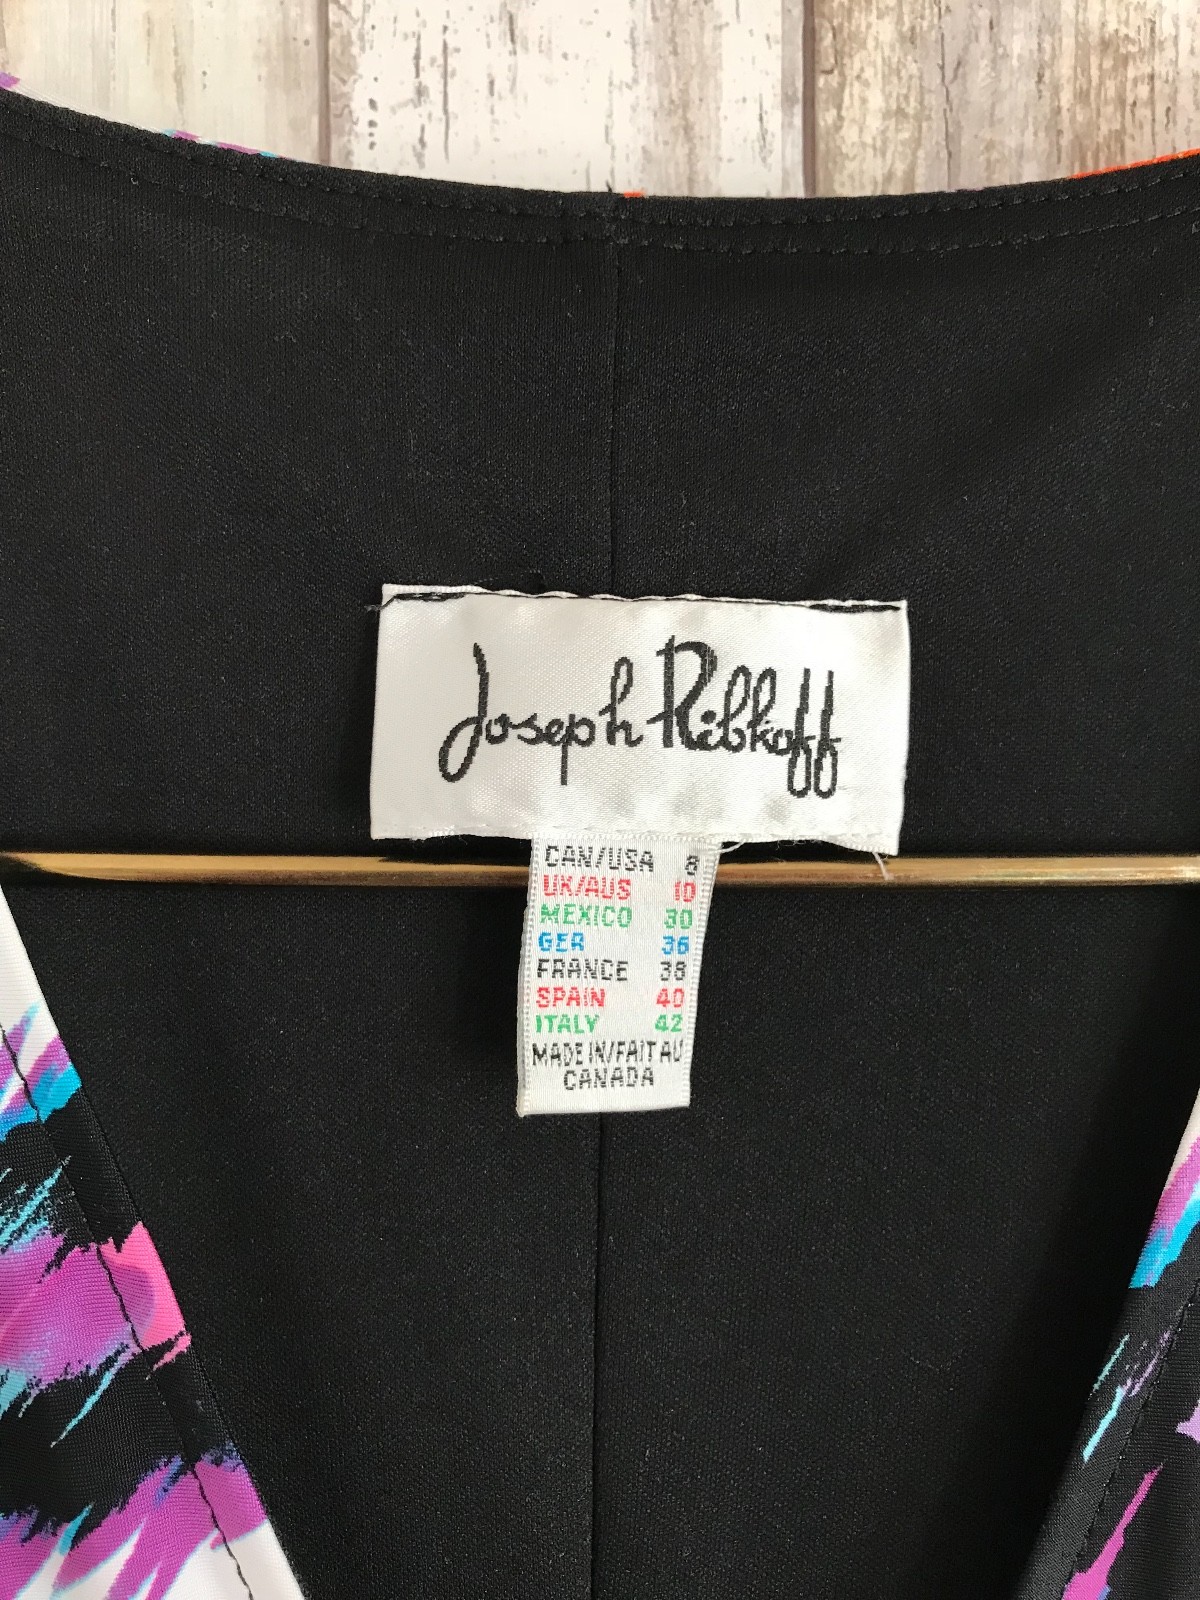 Joseph Ribkoff
CAN/USA 8
UK/AUS 10
MEXICO 30
GER 36
FRANCE 38
SPAIN 40
ITALY 42
MADE IN/FAIT AU
CANADA